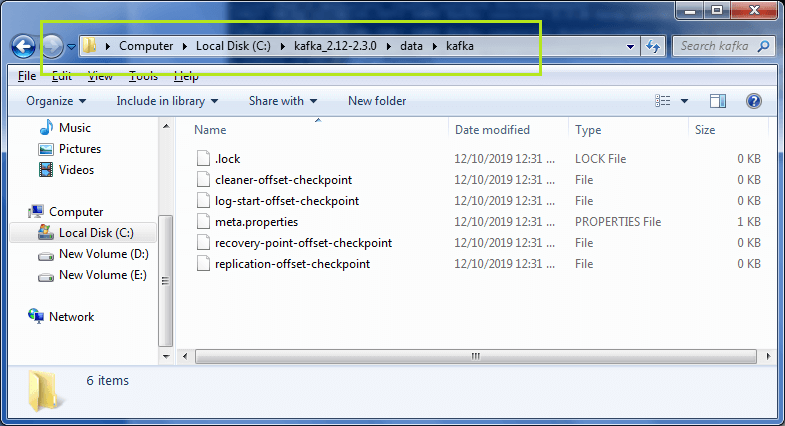 Computer Local Disk (C:) kafka_2.12-2.3.0 data kafka Search kafka
File Edit View Tools Help
Organize Include in library Share with New folder
Music
Pictures
Videos
Computer
Local Disk (C:)
New Volume (D:)
New Volume (E:)
Network
Name Date modified Type Size
.lock 12/10/2019 12:31 ... LOCK File 0 KB
cleaner-offset-checkpoint 12/10/2019 12:31 ... File 0 KB
log-start-offset-checkpoint 12/10/2019 12:31 ... File 0 KB
meta.properties 12/10/2019 12:31 ... PROPERTIES File 1 KB
recovery-point-offset-checkpoint 12/10/2019 12:31 ... File 0 KB
replication-offset-checkpoint 12/10/2019 12:31 ... File 0 KB
6 items